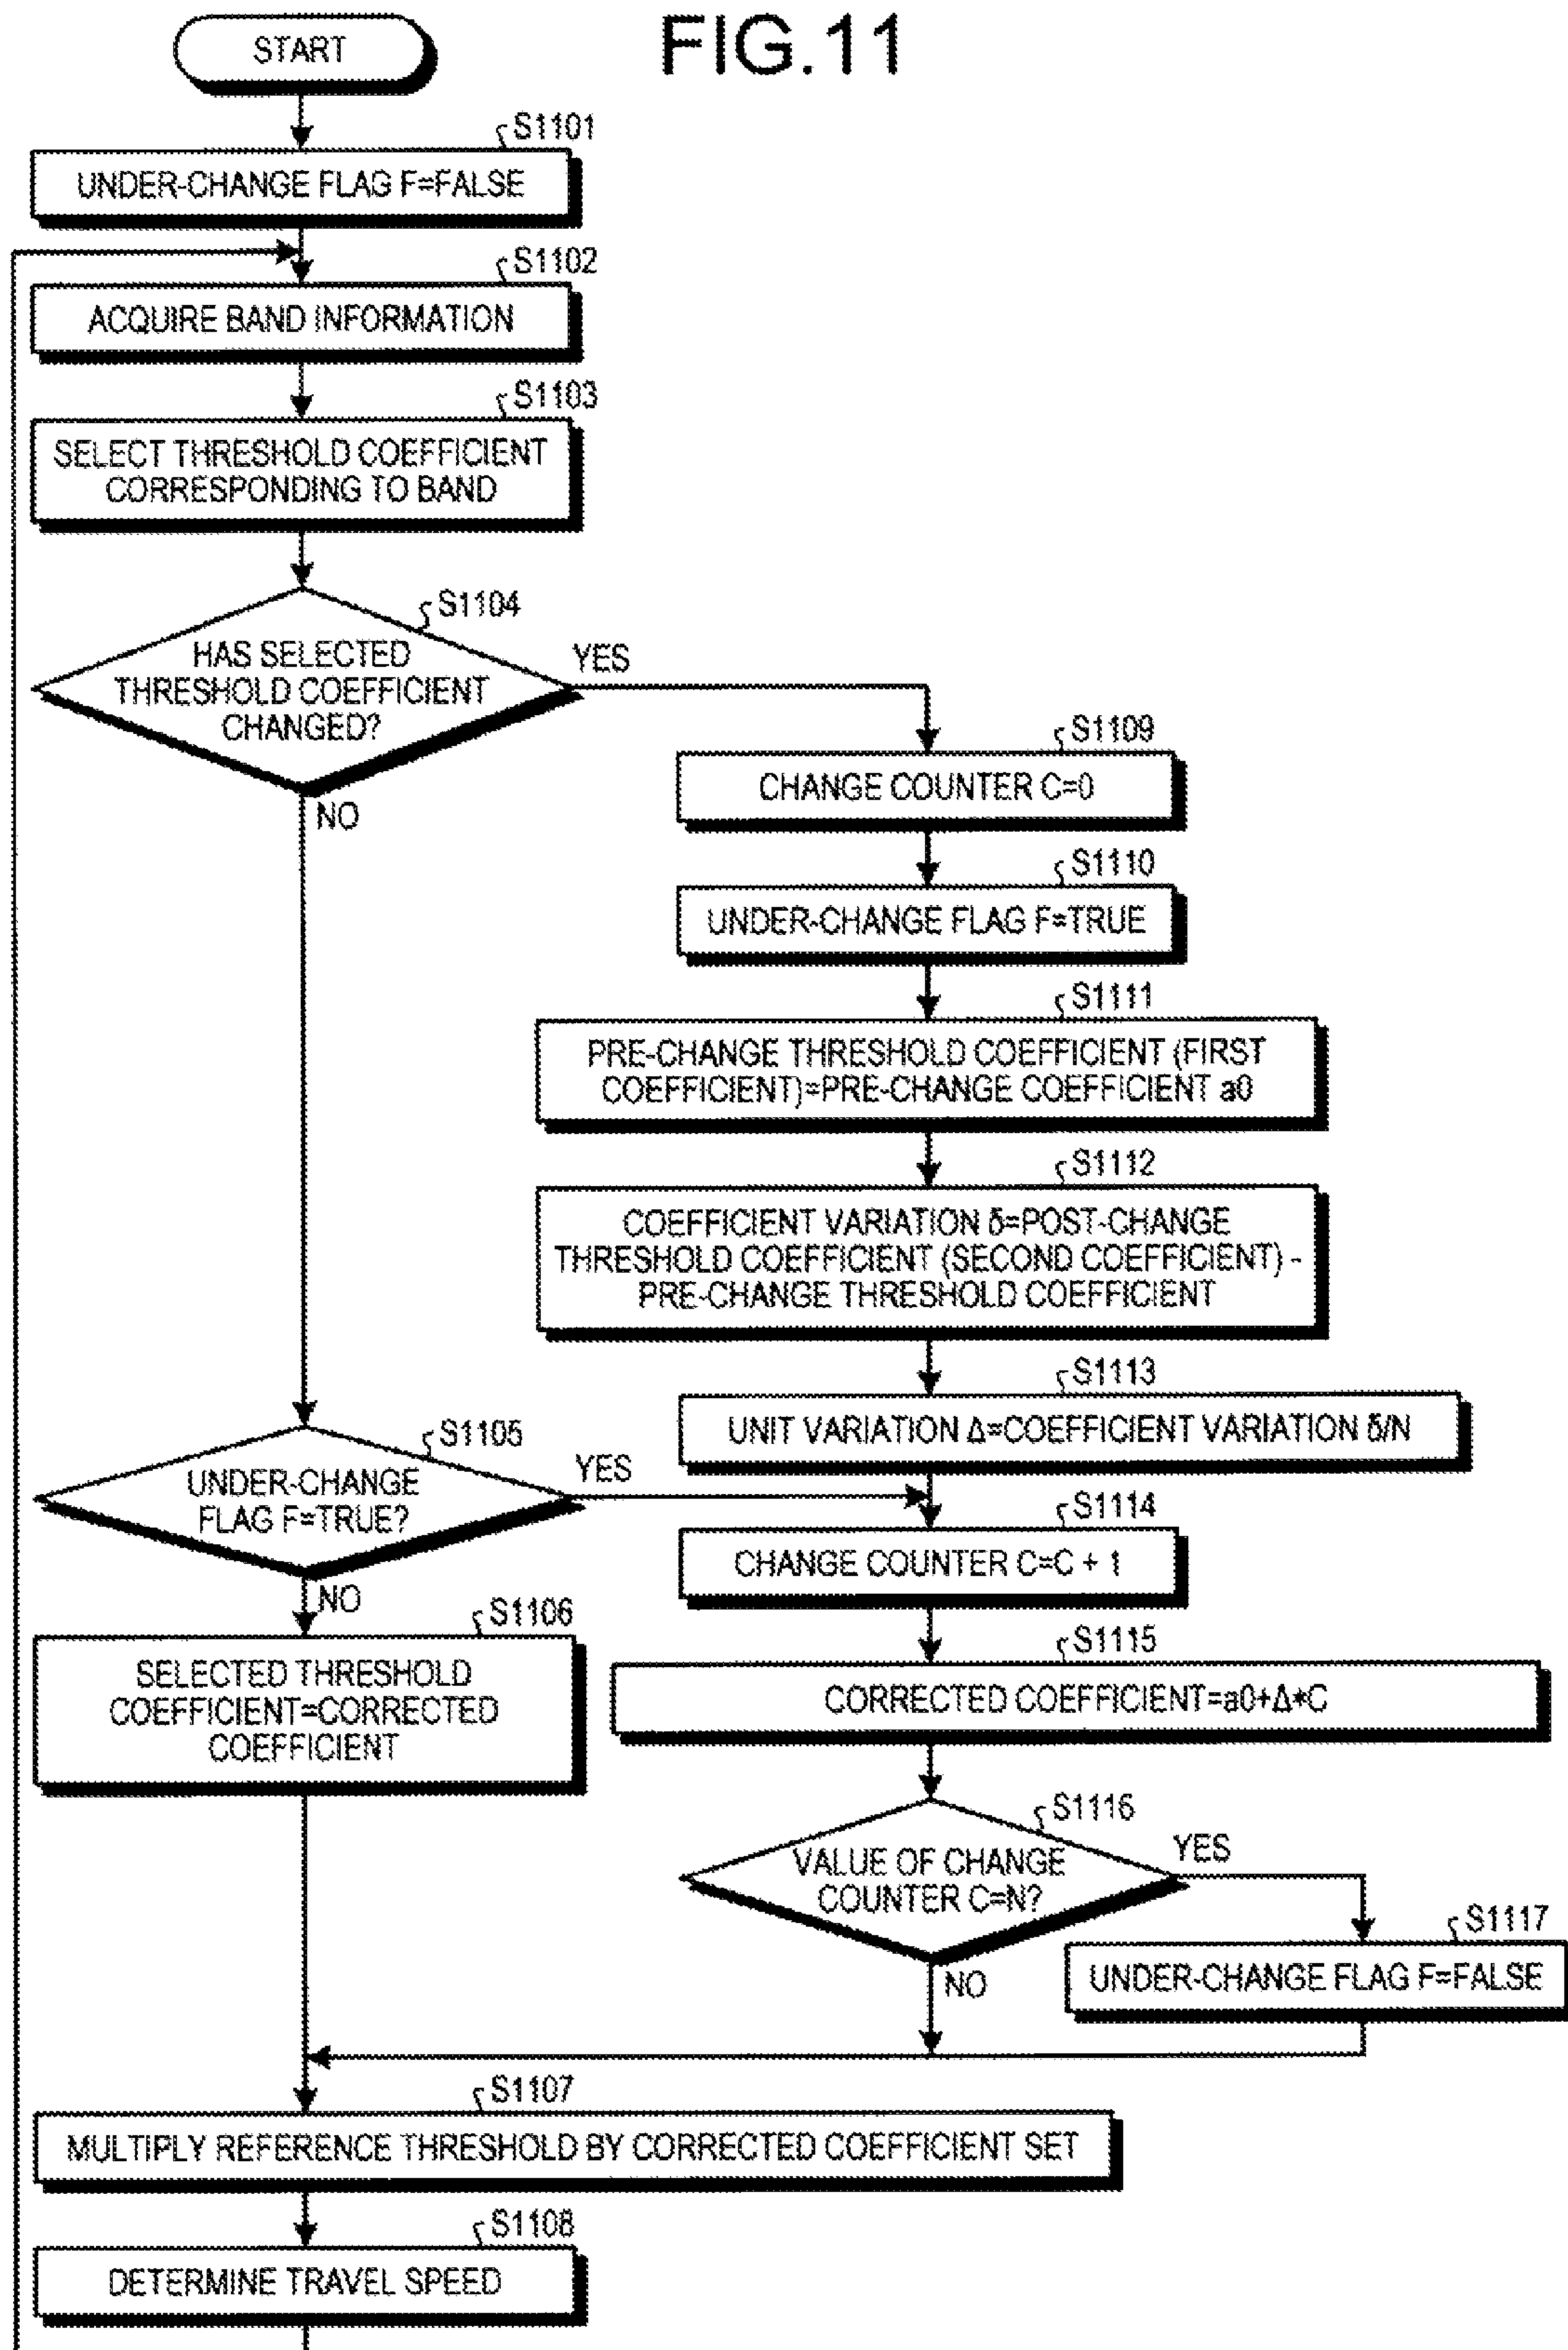 FIG.11
START
S1101
UNDER-CHANGE FLAG F=FALSE
S1102
ACQUIRE BAND INFORMATION
S1103
SELECT THRESHOLD COEFFICIENT
CORRESPONDING TO BAND
S1104
HAS SELECTED
THRESHOLD COEFFICIENT
CHANGED?
YES
NO
S1109
CHANGE COUNTER C=0
S1110
UNDER-CHANGE FLAG F=TRUE
S1111
PRE-CHANGE THRESHOLD COEFFICIENT (FIRST
COEFFICIENT)=PRE-CHANGE COEFFICIENT a0
S1112
COEFFICIENT VARIATION δ=POST-CHANGE
THRESHOLD COEFFICIENT (SECOND COEFFICIENT) -
PRE-CHANGE THRESHOLD COEFFICIENT
S1113
UNIT VARIATION Δ=COEFFICIENT VARIATION δ/N
S1105
UNDER-CHANGE
FLAG F=TRUE?
YES
NO
S1114
CHANGE COUNTER C=C + 1
S1106
SELECTED THRESHOLD
COEFFICIENT=CORRECTED
COEFFICIENT
S1115
CORRECTED COEFFICIENT=a0+Δ*C
S1116
VALUE OF CHANGE
COUNTER C=N?
YES
NO
S1117
UNDER-CHANGE FLAG F=FALSE
S1107
MULTIPLY REFERENCE THRESHOLD BY CORRECTED COEFFICIENT SET
S1108
DETERMINE TRAVEL SPEED